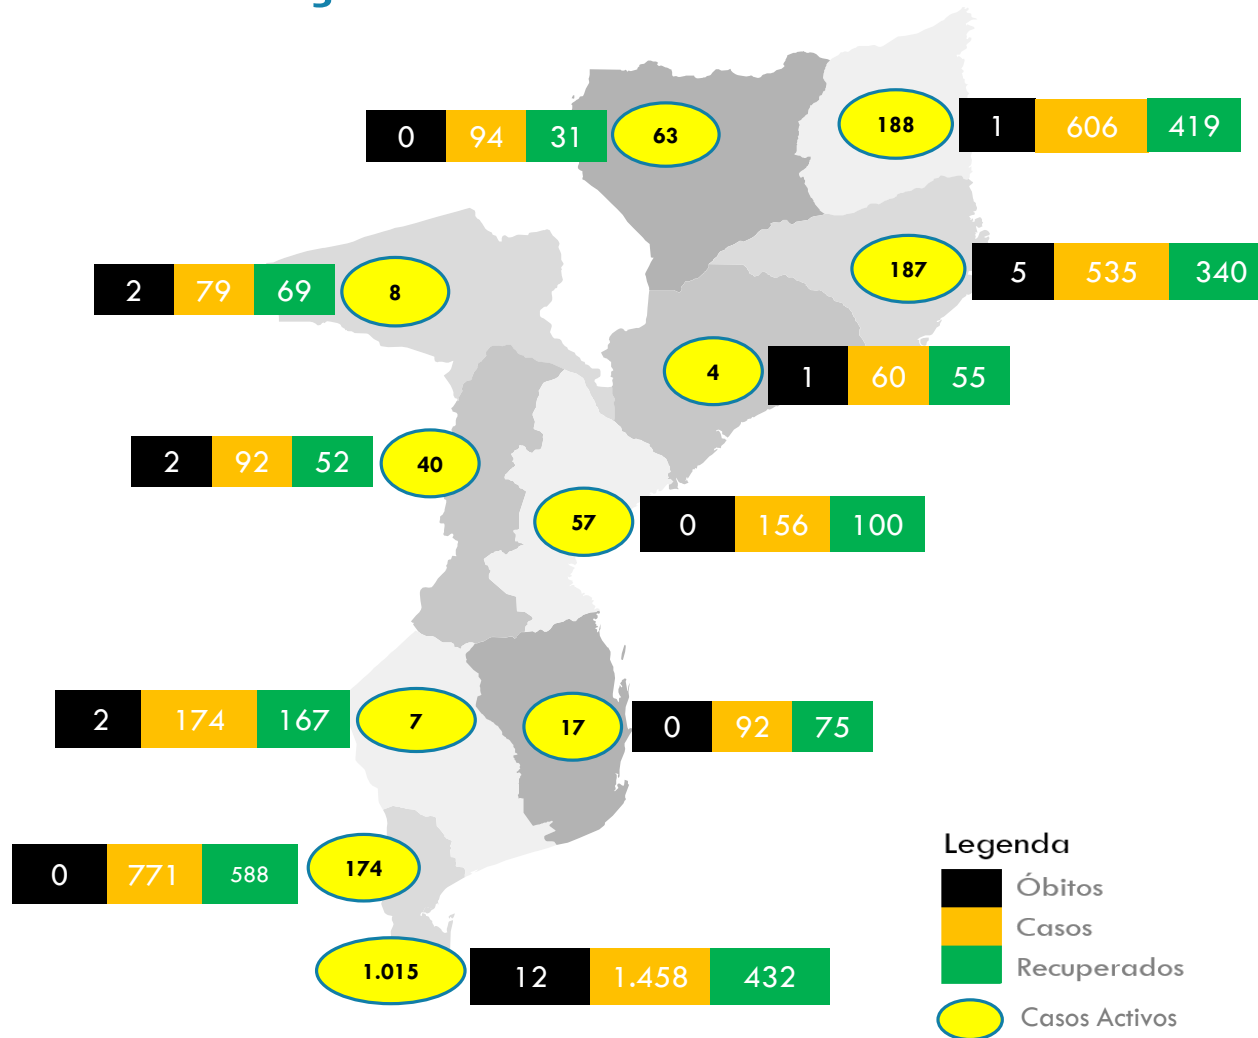 0 94 31 63
188 1 606 419
2 79 69 8
187 5 535 340
4 1 60 55
2 92 52 40
57 0 156 100
2 174 167 7
17 0 92 75
0 771 588 174
1.015 12 1.458 432
Legenda
Óbitos
Casos
Recuperados
Casos Activos